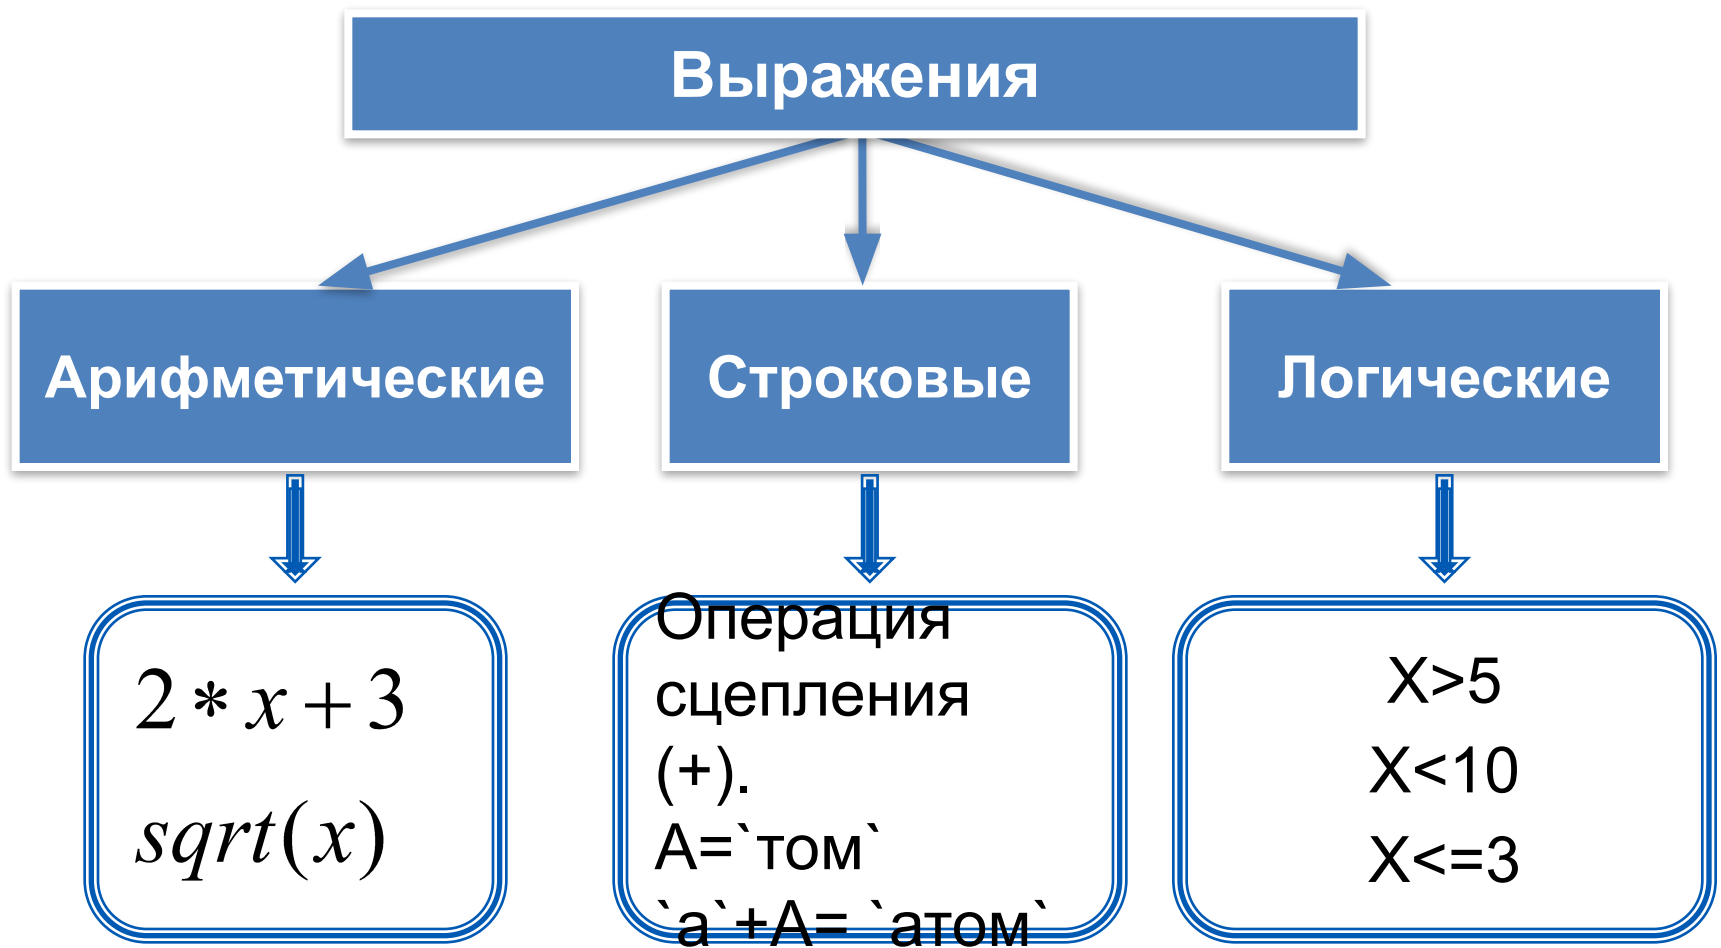 Выражения
Арифметические
Строковые
Логические
2*x+3
sqrt(x)
Операция
сцепления
(+).
А=`том`
`а`+А= `атом`
X>5
X<10
X<=3